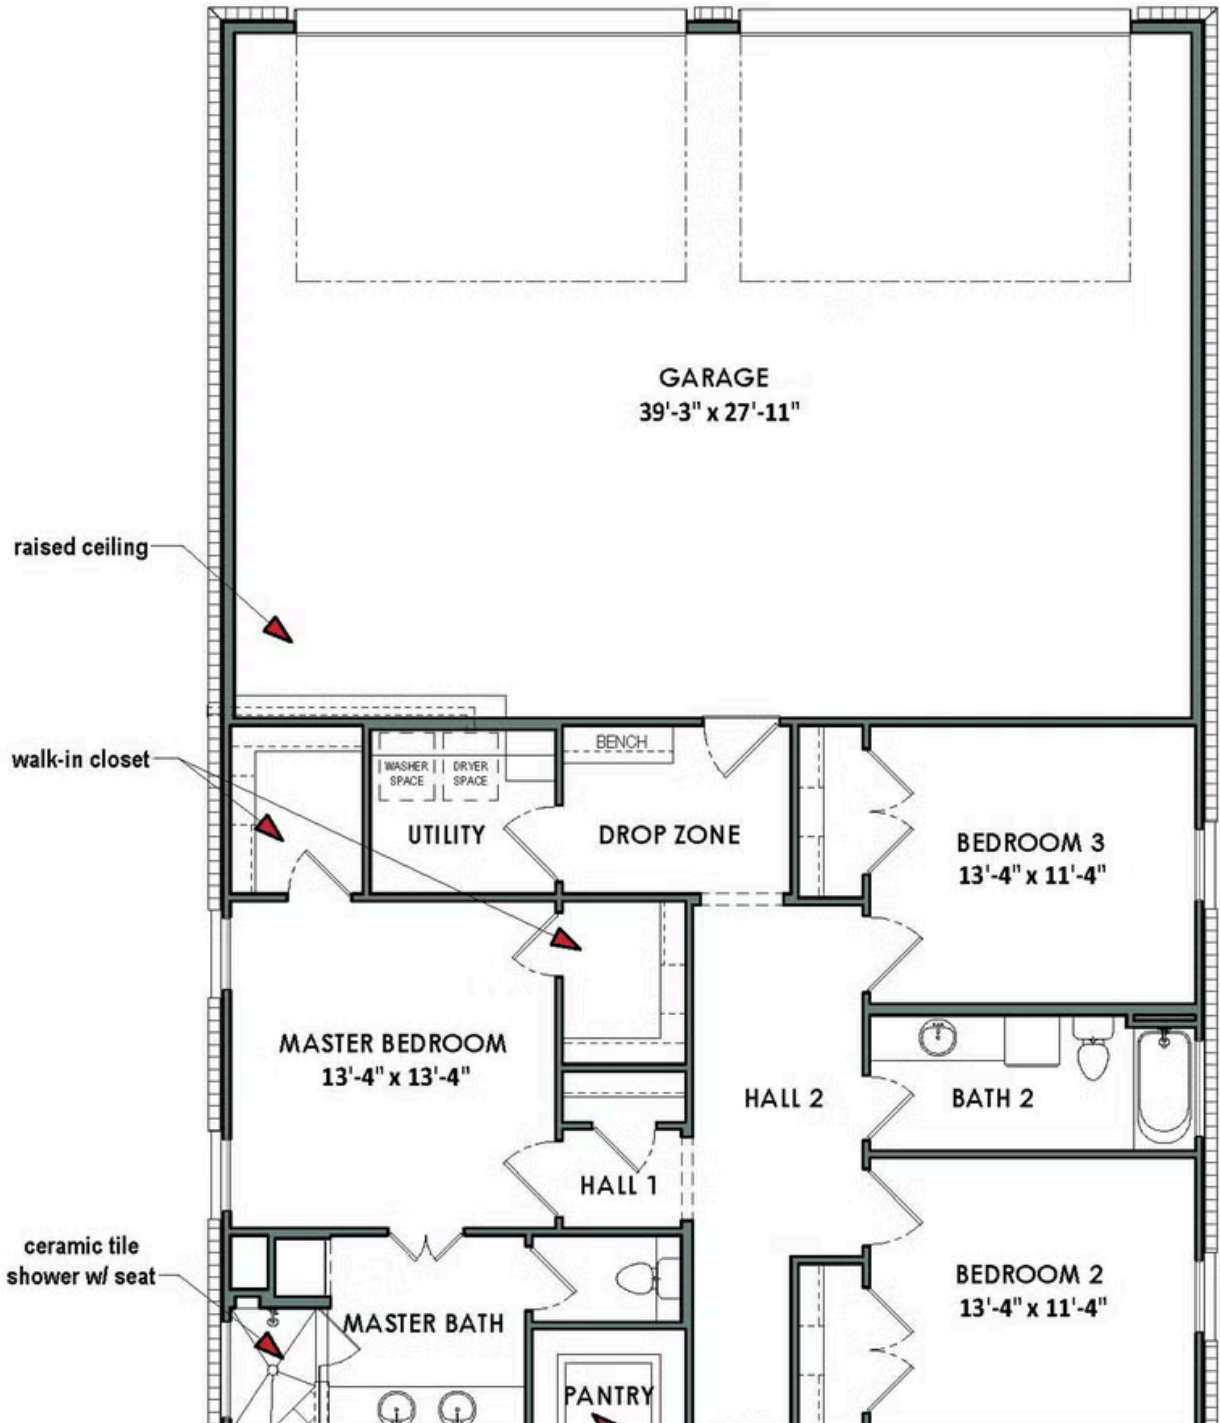 GARAGE
39'-3" x 27'-11"
raised ceiling
walk-in closet
BENCH
WASHER
SPACE
DRYER
SPACE
UTILITY
DROP ZONE
BEDROOM 3
13'-4" x 11'-4"
MASTER BEDROOM
13'-4" x 13'-4"
HALL 2
BATH 2
HALL 1
ceramic tile
shower w/ seat
BEDROOM 2
13'-4" x 11'-4"
MASTER BATH
PANTRY